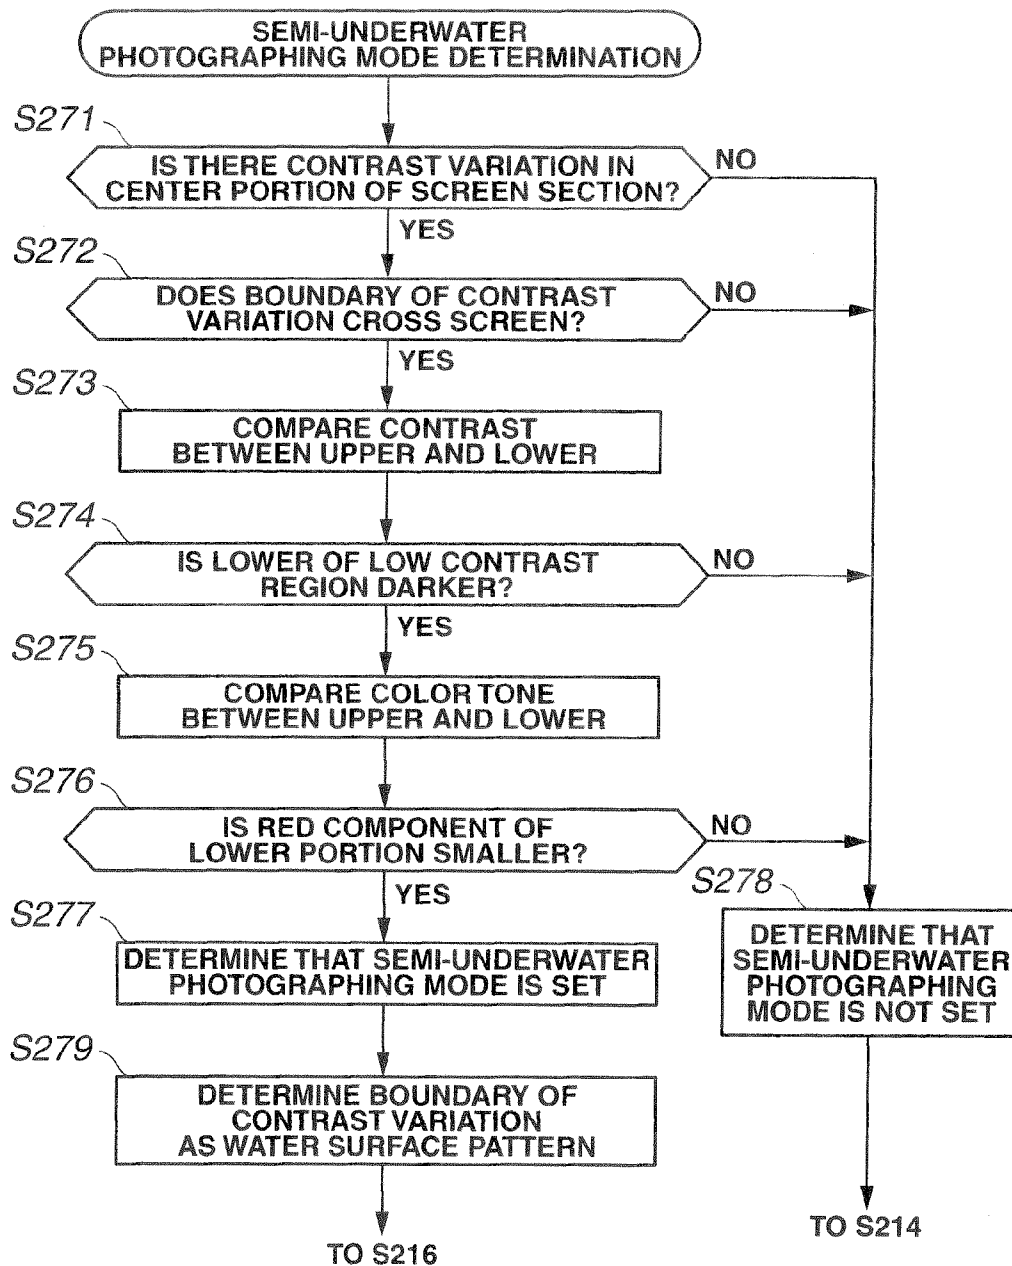 SEMI-UNDERWATER
PHOTOGRAPHING MODE DETERMINATION
S271
IS THERE CONTRAST VARIATION IN
CENTER PORTION OF SCREEN SECTION?
NO
YES
S272
DOES BOUNDARY OF CONTRAST
VARIATION CROSS SCREEN?
NO
YES
S273
COMPARE CONTRAST
BETWEEN UPPER AND LOWER
S274
IS LOWER OF LOW CONTRAST
REGION DARKER?
NO
YES
S275
COMPARE COLOR TONE
BETWEEN UPPER AND LOWER
S276
IS RED COMPONENT OF
LOWER PORTION SMALLER?
NO
YES
S277
DETERMINE THAT SEMI-UNDERWATER
PHOTOGRAPHING MODE IS SET
S278
DETERMINE THAT
SEMI-UNDERWATER
PHOTOGRAPHING
MODE IS NOT SET
S279
DETERMINE BOUNDARY OF
CONTRAST VARIATION
AS WATER SURFACE PATTERN
TO S216
TO S214